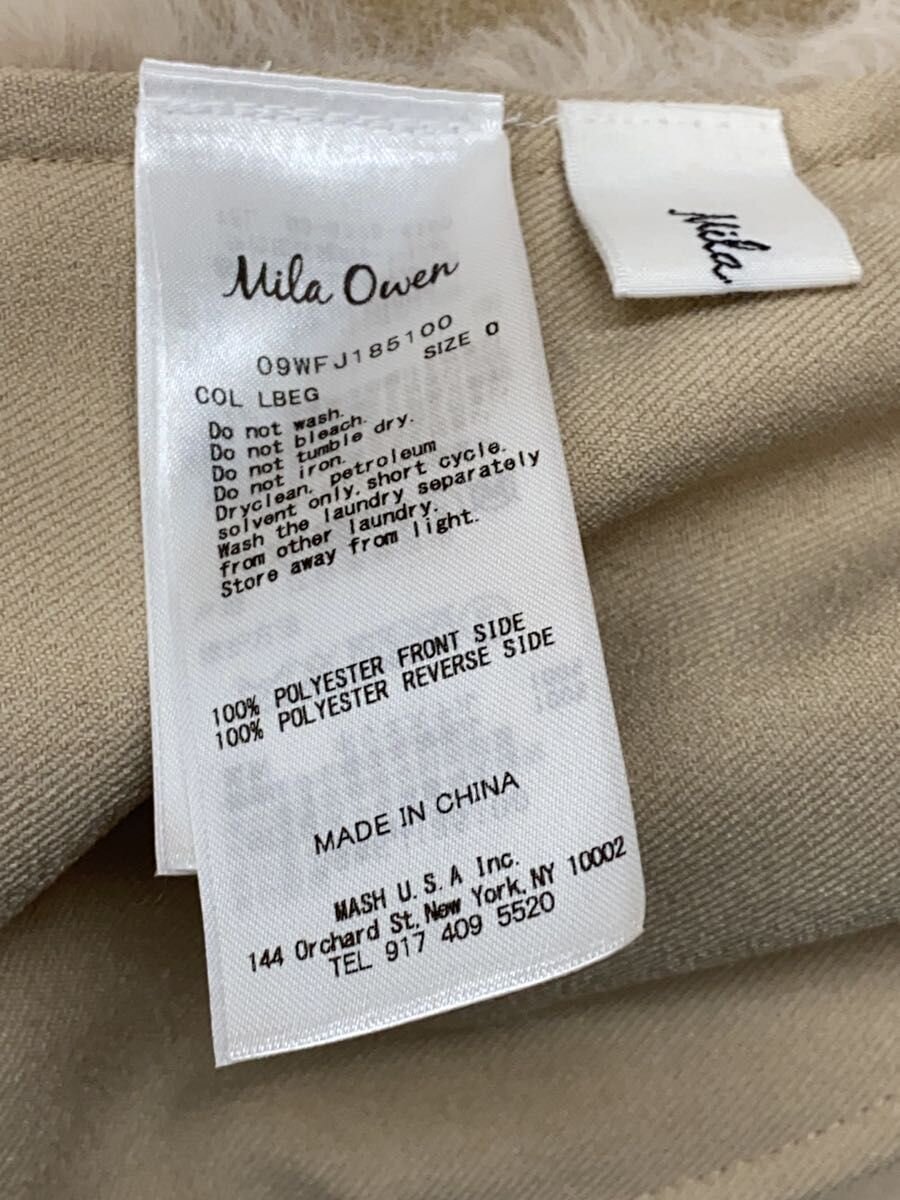 Mila Owen
09WFJ185100
SIZE 0
COL LBEG
Do not wash.
Do not bleach.
Do not tumble dry.
Do not iron.
Dryclean, petroleum
solvent only, short cycle.
Wash the laundry separately
from other laundry.
Store away from light.
100% POLYESTER FRONT SIDE
100% POLYESTER REVERSE SIDE
MADE IN CHINA
MASH U.S.A Inc.
144 Orchard St, New York, NY 10002
TEL 917 409 5520
Mila